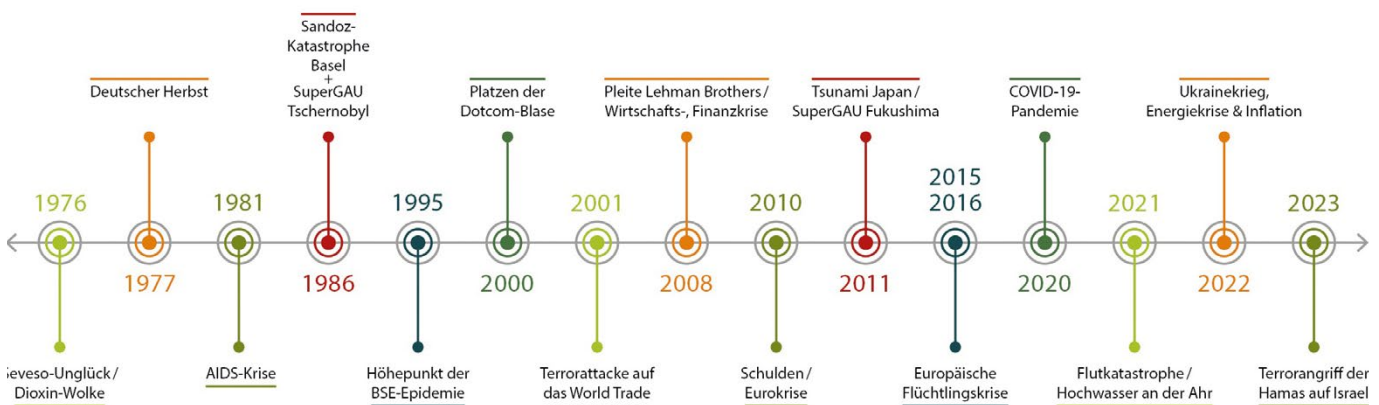 Sandoz-
Katastrophe
Basel
+
SuperGAU
Tschernobyl
Deutscher Herbst
Platzen der
Dotcom-Blase
Pleite Lehman Brothers /
Wirtschafts-, Finanzkrise
Tsunami Japan /
SuperGAU Fukushima
COVID-19-
Pandemie
Ukrainekrieg,
Energiekrise & Inflation
1976
1981
1995
2001
2010
2015
2016
2021
2023
1977
1986
2000
2008
2011
2020
2022
Seveso-Unglück /
Dioxin-Wolke
AIDS-Krise
Höhepunkt der
BSE-Epidemie
Terrorattacke auf
das World Trade
Schulden /
Eurokrise
Europäische
Flüchtlingskrise
Flutkatastrophe /
Hochwasser an der Ahr
Terrorangriff der
Hamas auf Israel